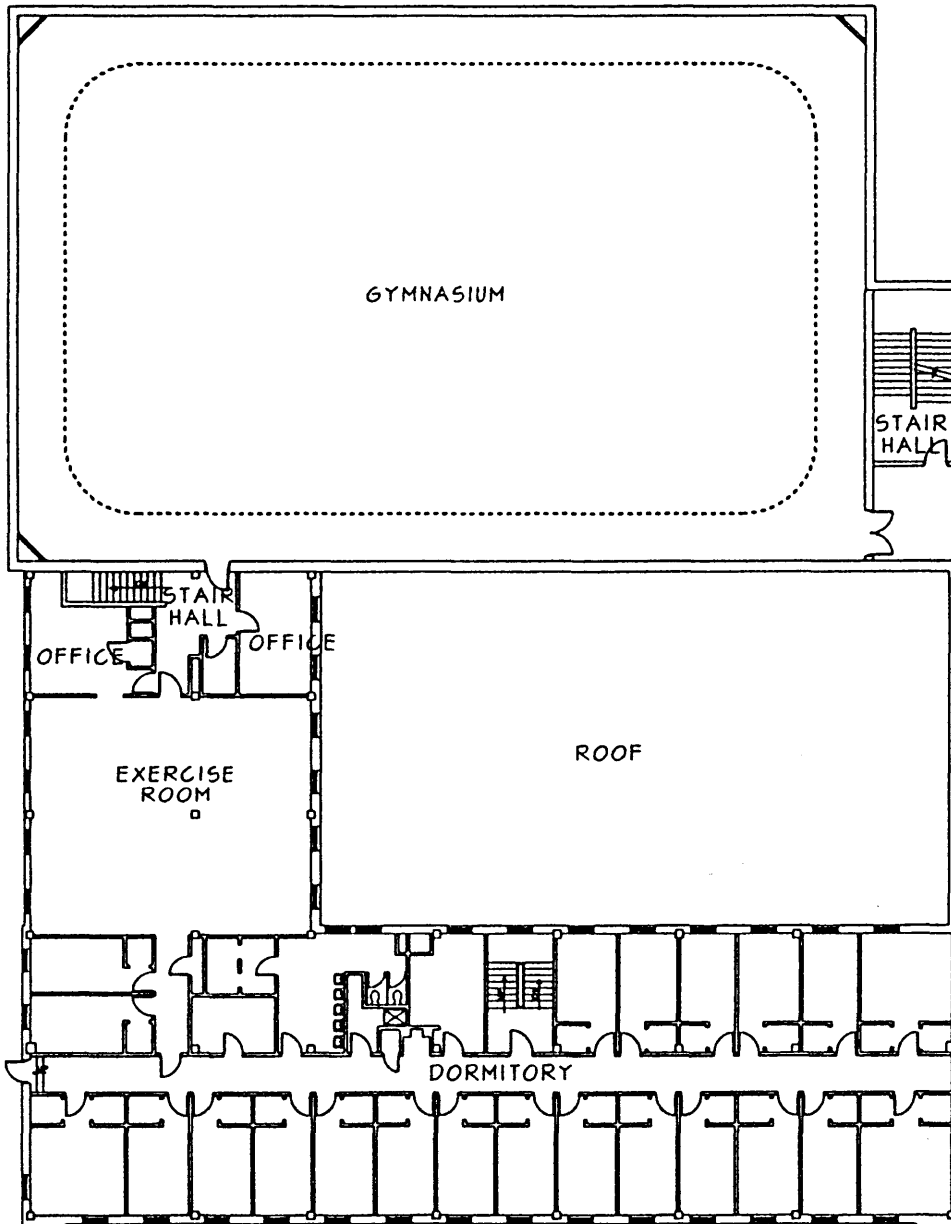 GYMNASIUM
STAIR
HALL
STAIR
HALL
OFFICE
OFFICE
EXERCISE
ROOM
ROOF
DORMITORY